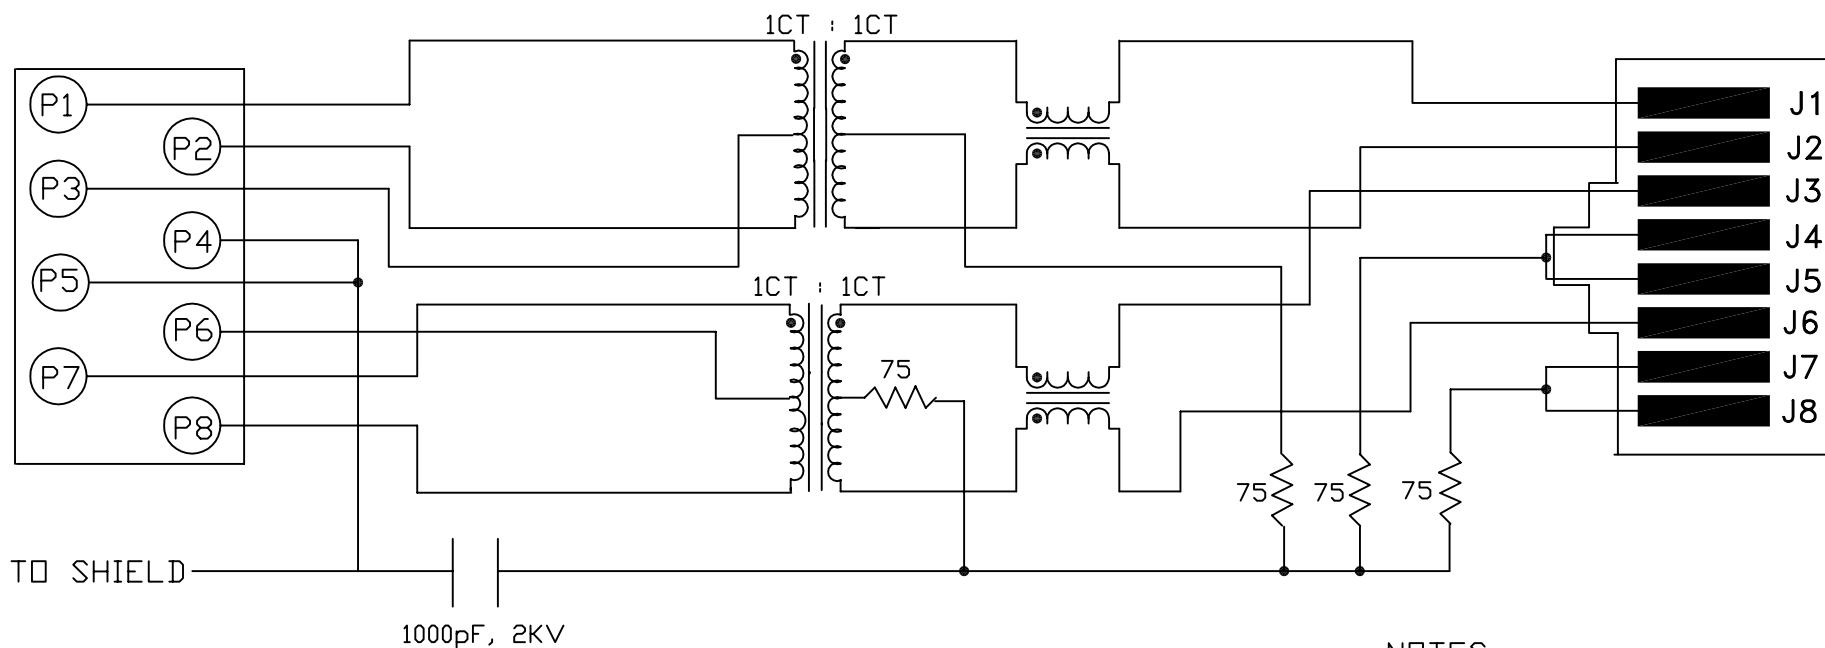 1CT : 1CT
P1
P2
P3
P4
P5
P6
P7
P8
J1
J2
J3
J4
J5
J6
J7
J8
1CT : 1CT
75
75
75
75
TO SHIELD
1000pF, 2KV
NOTES